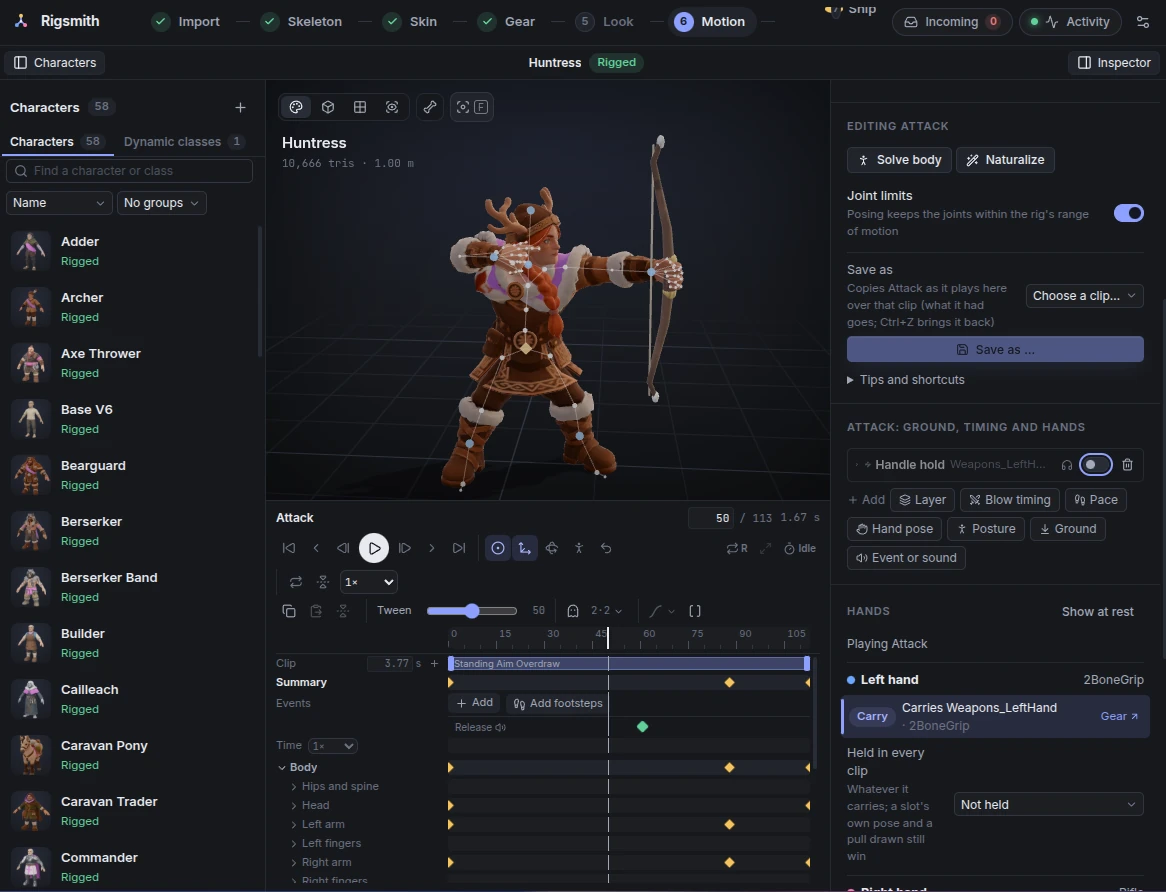 Rigsmith
Import
Skeleton
Skin
Gear
5 Look
6 Motion
Ship
Incoming 0
Activity
Characters
Huntress Rigged
Inspector
Characters 58
Characters 58
Dynamic classes 1
Find a character or class
Name
No groups
Adder
Rigged
Archer
Rigged
Axe Thrower
Rigged
Base V6
Rigged
Bearguard
Rigged
Berserker
Rigged
Berserker Band
Rigged
Builder
Rigged
Cailleach
Rigged
Caravan Pony
Rigged
Caravan Trader
Rigged
Commander
Rigged
F
Huntress
10,666 tris · 1.00 m
Attack
50 / 113 1.67 s
R
Idle
1×
Tween 50 2·2
0 15 30 45 60 75 90 105
Clip 3.77 s + Standing Aim Overdraw
Summary
Events + Add Add footsteps
Release
Time 1×
Body
Hips and spine
Head
Left arm
Left fingers
Right arm
Right fingers
EDITING ATTACK
Solve body
Naturalize
Joint limits
Posing keeps the joints within the rig's range
of motion
Save as
Copies Attack as it plays here
over that clip (what it had
goes; Ctrl+Z brings it back)
Choose a clip...
Save as ...
Tips and shortcuts
ATTACK: GROUND, TIMING AND HANDS
Handle hold Weapons_LeftH...
+ Add Layer Blow timing Pace
Hand pose Posture Ground
Event or sound
HANDS
Show at rest
Playing Attack
Left hand 2BoneGrip
Carry Carries Weapons_LeftHand
· 2BoneGrip
Gear ↗
Held in every
clip
Whatever it
carries; a slot's
own pose and a
pull drawn still
win
Not held
Right hand Rifle